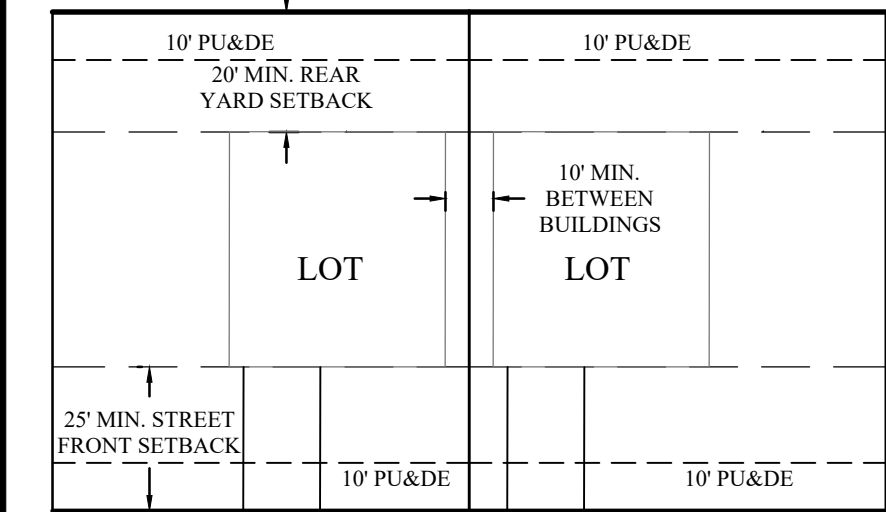 10' PU&DE
10' PU&DE
20' MIN. REAR
YARD SETBACK
10' MIN.
BETWEEN
BUILDINGS
LOT
LOT
25' MIN. STREET
FRONT SETBACK
10' PU&DE
10' PU&DE